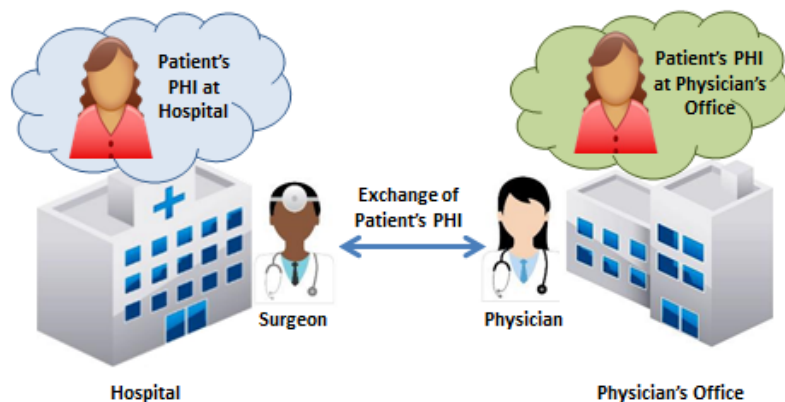 Patient's
PHI at
Hospital
Patient's PHI
at Physician's
Office
Exchange of
Patient's PHI
Surgeon
Physician
Hospital
Physician's Office